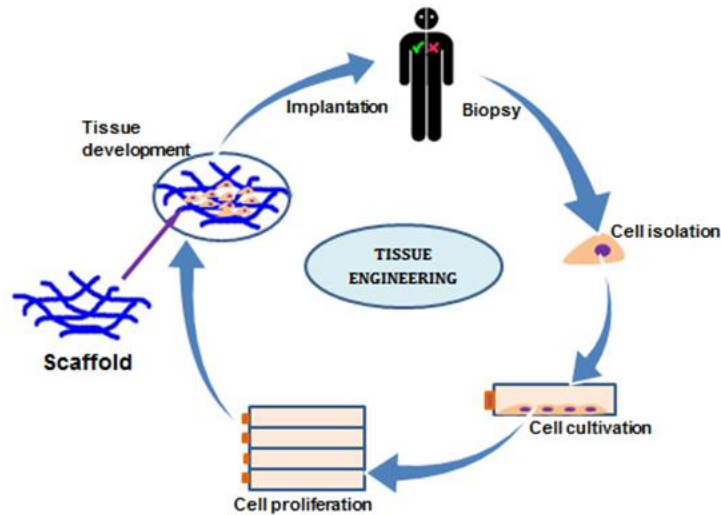 Implantation
Biopsy
Tissue
development
Cell isolation
TISSUE
ENGINEERING
Scaffold
Cell cultivation
Cell proliferation